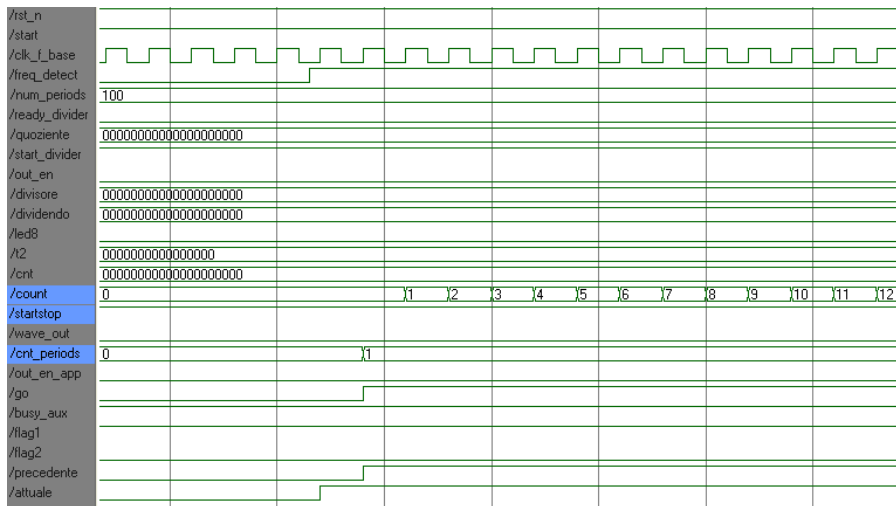 /rst_n
/start
/clk_f_base
/freq_detect
/num_periods 100
/ready_divider
/quoziente 00000000000000000000
/start_divider
/out_en
/divisore 00000000000000000000
/dividendo 00000000000000000000
/led8
/t2 0000000000000000
/cnt 00000000000000000000
/count 0 1 2 3 4 5 6 7 8 9 10 11 12
/startstop
/wave_out
/cnt_periods 0 1
/out_en_app
/go
/busy_aux
/flag1
/flag2
/precedente
/attuale